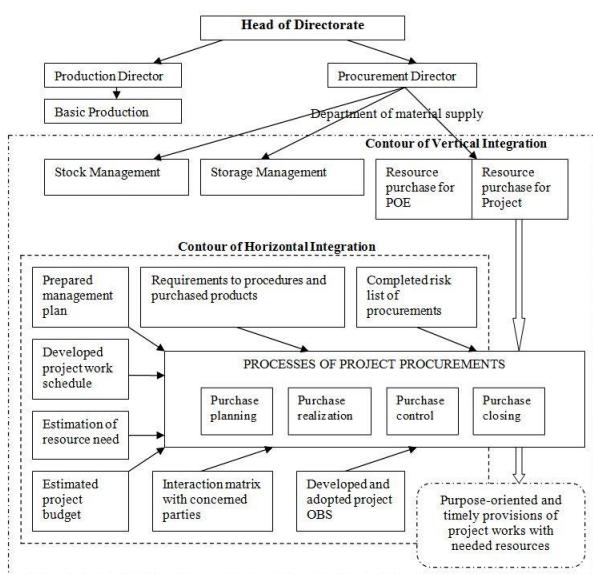 Head of Directorate
Production Director
Procurement Director
Basic Production
Department of material supply
Contour of Vertical Integration
Stock Management
Storage Management
Resource
purchase for
POE
Resource
purchase for
Project
Contour of Horizontal Integration
Prepared
management
plan
Requirements to procedures and
purchased products
Completed risk
list of
procurements
Developed
project work
schedule
PROCESSES OF PROJECT PROCUREMENTS
Purchase
planning
Purchase
realization
Purchase
control
Purchase
closing
Estimation of
resource need
Estimated
project
budget
Interaction matrix
with concerned
parties
Developed and
adopted project
OBS
Purpose-oriented and
timely provisions of
project works with
needed resources